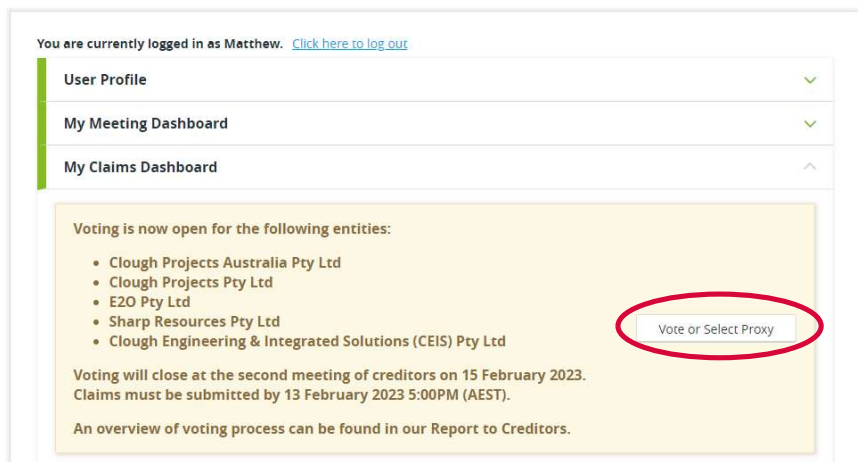 You are currently logged in as Matthew. Click here to log out
User Profile
My Meeting Dashboard
My Claims Dashboard
Voting is now open for the following entities:
• Clough Projects Australia Pty Ltd
• Clough Projects Pty Ltd
• E2O Pty Ltd
• Sharp Resources Pty Ltd
• Clough Engineering & Integrated Solutions (CEIS) Pty Ltd
Vote or Select Proxy
Voting will close at the second meeting of creditors on 15 February 2023.
Claims must be submitted by 13 February 2023 5:00PM (AEST).
An overview of voting process can be found in our Report to Creditors.